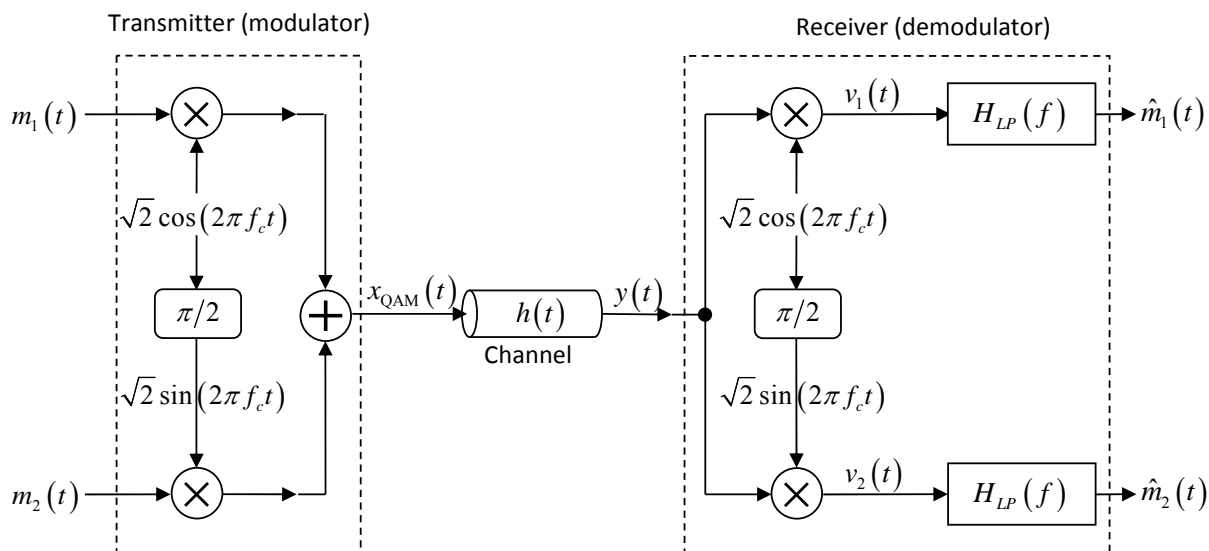 Transmitter (modulator)
Receiver (demodulator)
m₁(t)
×
×
v₁(t)
H_LP(f)
m̂₁(t)
√2 cos(2πf_c t)
√2 cos(2πf_c t)
π/2
+
x_QAM(t)
h(t)
y(t)
π/2
Channel
√2 sin(2πf_c t)
√2 sin(2πf_c t)
m₂(t)
×
×
v₂(t)
H_LP(f)
m̂₂(t)